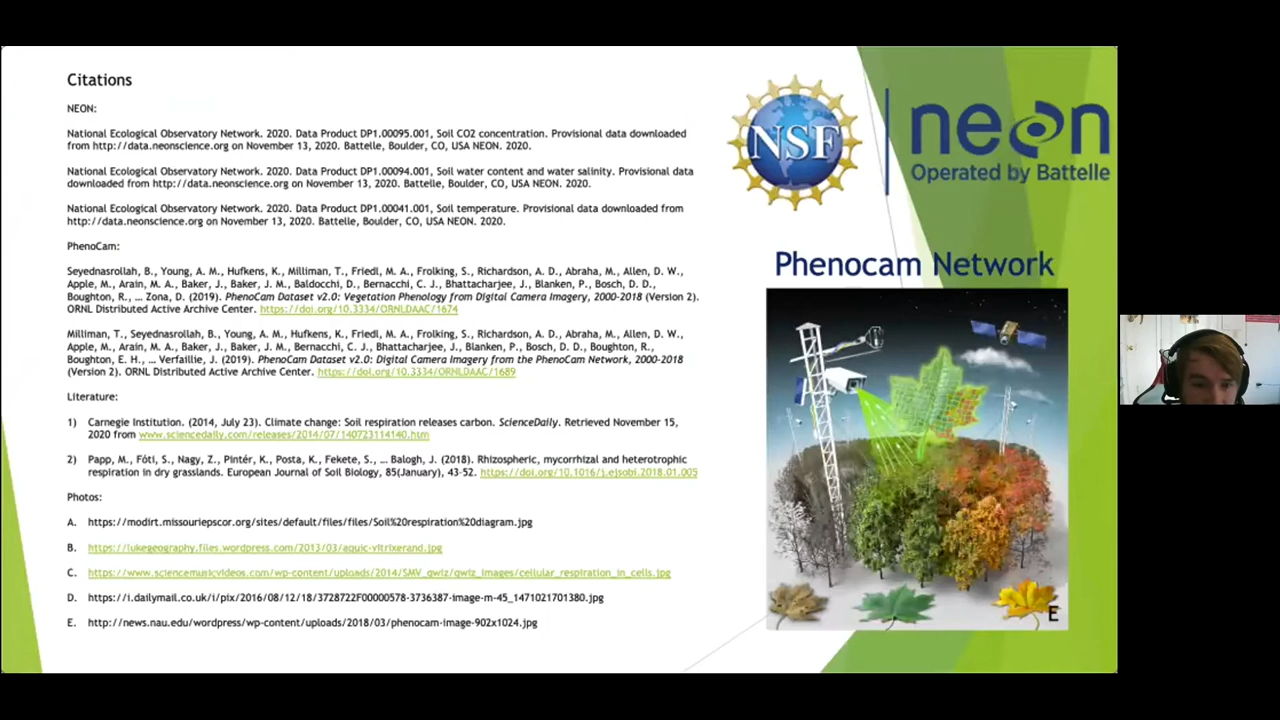 Citations
NEON:
National Ecological Observatory Network. 2020. Data Product DP1.00095.001, Soil CO2 concentration. Provisional data downloaded
from http://data.neonscience.org on November 13, 2020. Battelle, Boulder, CO, USA NEON. 2020.
National Ecological Observatory Network. 2020. Data Product DP1.00094.001, Soil water content and water salinity. Provisional data
downloaded from http://data.neonscience.org on November 13, 2020. Battelle, Boulder, CO, USA NEON. 2020.
National Ecological Observatory Network. 2020. Data Product DP1.00041.001, Soil temperature. Provisional data downloaded from
http://data.neonscience.org on November 13, 2020. Battelle, Boulder, CO, USA NEON. 2020.
PhenoCam:
Seyednasrollah, B., Young, A. M., Hufkens, K., Milliman, T., Friedl, M. A., Frolking, S., Richardson, A. D., Abraha, M., Allen, D. W.,
Apple, M., Arain, M. A., Baker, J., Baker, J. M., Baldocchi, D., Bernacchi, C. J., Bhattacharjee, J., Blanken, P., Bosch, D. D.,
Boughton, R., … Zona, D. (2019). PhenoCam Dataset v2.0: Vegetation Phenology from Digital Camera Imagery, 2000-2018 (Version 2).
ORNL Distributed Active Archive Center. https://doi.org/10.3334/ORNLDAAC/1674
Milliman, T., Seyednasrollah, B., Young, A. M., Hufkens, K., Friedl, M. A., Frolking, S., Richardson, A. D., Abraha, M., Allen, D. W.,
Apple, M., Arain, M. A., Baker, J., Baker, J. M., Bernacchi, C. J., Bhattacharjee, J., Blanken, P., Bosch, D. D., Boughton, R.,
Boughton, E. H., … Verfaillie, J. (2019). PhenoCam Dataset v2.0: Digital Camera Imagery from the PhenoCam Network, 2000-2018
(Version 2). ORNL Distributed Active Archive Center. https://doi.org/10.3334/ORNLDAAC/1689
Literature:
1) Carnegie Institution. (2014, July 23). Climate change: Soil respiration releases carbon. ScienceDaily. Retrieved November 15,
2020 from www.sciencedaily.com/releases/2014/07/140723114140.htm
2) Papp, M., Fóti, S., Nagy, Z., Pintér, K., Posta, K., Fekete, S., … Balogh, J. (2018). Rhizospheric, mycorrhizal and heterotrophic
respiration in dry grasslands. European Journal of Soil Biology, 85(January), 43-52. https://doi.org/10.1016/j.ejsobi.2018.01.005
Photos:
A. https://modirt.missouriepscor.org/sites/default/files/files/Soil%20respiration%20diagram.jpg
B. https://lukegeography.files.wordpress.com/2013/03/aquic-vitrixerand.jpg
C. https://www.sciencemusicvideos.com/wp-content/uploads/2014/SMV_qwiz/qwiz_images/cellular_respiration_in_cells.jpg
D. https://i.dailymail.co.uk/i/pix/2016/08/12/18/3728722F00000578-3736387-image-m-45_1471021701380.jpg
E. http://news.nau.edu/wordpress/wp-content/uploads/2018/03/phenocam-image-902x1024.jpg
NSF
neon
Operated by Battelle
Phenocam Network
E